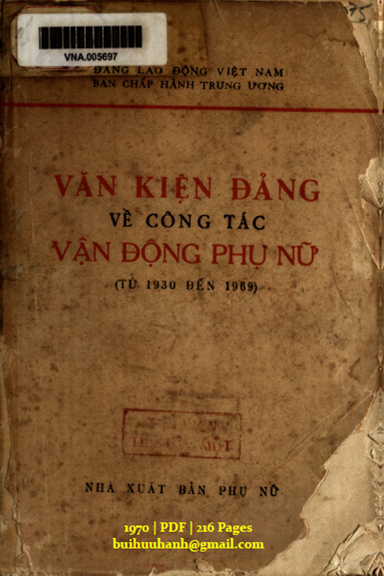 75
VNA.005697
ĐẢNG LAO ĐỘNG VIỆT NAM
BAN CHẤP HÀNH TRUNG ƯƠNG
VĂN KIỆN ĐẢNG
VỀ CÔNG TÁC
VẬN ĐỘNG PHỤ NỮ
(TỪ 1930 ĐẾN 1969)
NHÀ XUẤT BẢN PHỤ NỮ
1970 | PDF | 216 Pages
buihuuhanh@gmail.com